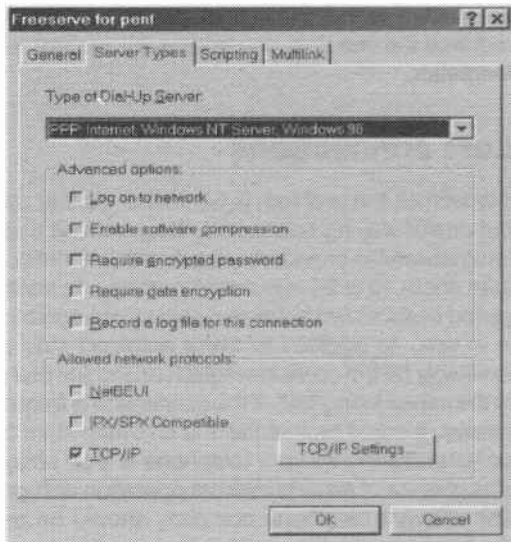 Freeserve for pent
General Server Types Scripting Multilink
Type of Dial-Up Server:
PPP: Internet, Windows NT Server, Windows 98
Advanced options:
Log on to network
Enable software compression
Require encrypted password
Require data encryption
Record a log file for this connection
Allowed network protocols:
NetBEUI
IPX/SPX Compatible
TCP/IP
TCP/IP Settings
OK Cancel